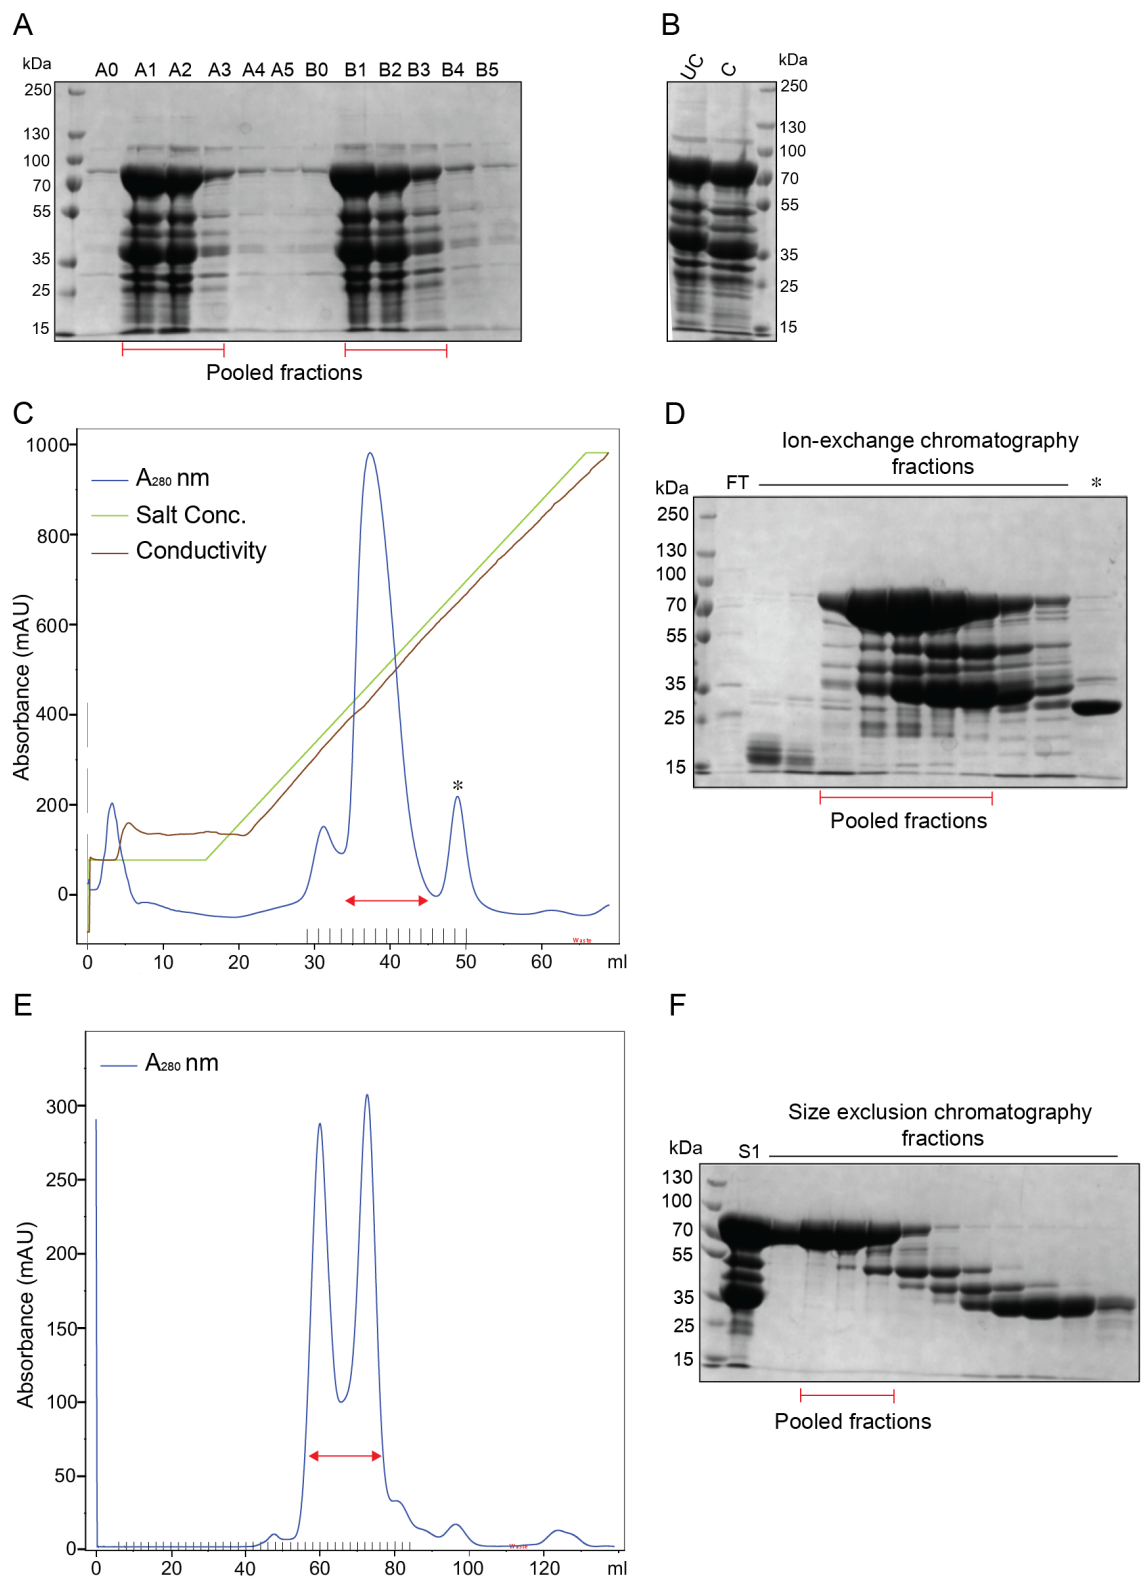 A
kDa A0 A1 A2 A3 A4 A5 B0 B1 B2 B3 B4 B5
250
130
100
70
55
35
25
15
Pooled fractions
B
UC C kDa
250
130
100
70
55
35
25
15
C
1000
800
600
400
200
0
Absorbance (mAU)
A280 nm
Salt Conc.
Conductivity
*
Waste
0 10 20 30 40 50 60 ml
D
Ion-exchange chromatography
fractions
kDa FT *
250
130
100
70
55
35
25
15
Pooled fractions
E
A280 nm
300
250
200
150
100
50
0
Absorbance (mAU)
Waste
0 20 40 60 80 100 120 ml
F
Size exclusion chromatography
fractions
kDa S1
130
100
70
55
35
25
15
Pooled fractions